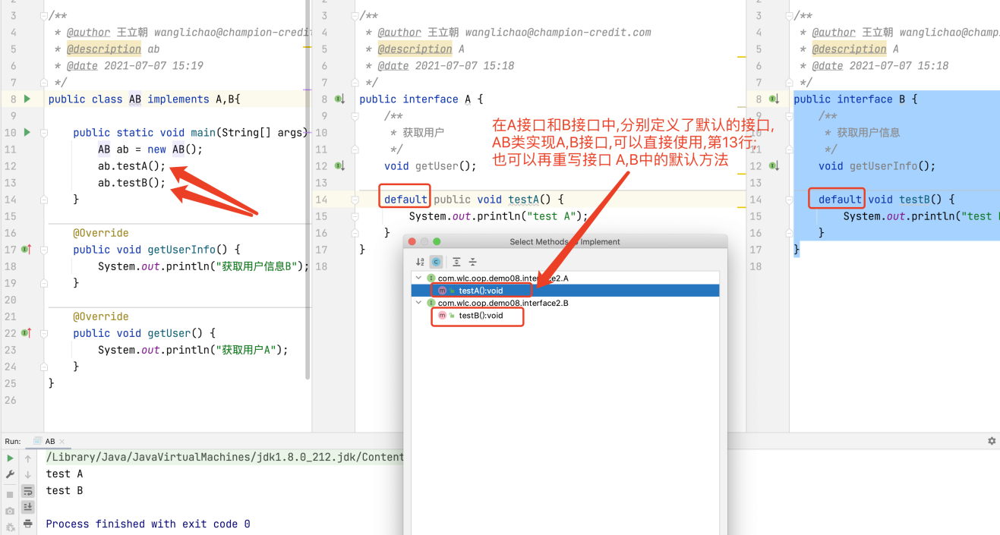 3 /**
4 * @author 王立朝 wanglichao@champion-credit
5 * @description ab
6 * @date 2021-07-07 15:19
7 */
8 public class AB implements A,B{
9
10 public static void main(String[] args)
11 AB ab = new AB();
12 ab.testA();
13 ab.testB();
14 }
15
16 @Override
17 public void getUserInfo() {
18 System.out.println("获取用户信息B");
19 }
20
21 @Override
22 public void getUser() {
23 System.out.println("获取用户A");
24 }
25 }
26
3 /**
4 * @author 王立朝 wanglichao@champion-credit.com
5 * @description A
6 * @date 2021-07-07 15:18
7 */
8 public interface A {
9 /**
10 * 获取用户
11 */
12 void getUser();
13
14 default public void testA() {
15 System.out.println("test A");
16 }
17 }
18
在A接口和B接口中,分别定义了默认的接口,
AB类实现A,B接口,可以直接使用,第13行;
也可以再重写接口 A,B中的默认方法
3 /**
4 * @author 王立朝 wanglichao@champ
5 * @description A
6 * @date 2021-07-07 15:18
7 */
8 public interface B {
9 /**
10 * 获取用户信息
11 */
12 void getUserInfo();
13
14 default void testB() {
15 System.out.println("test
16 }
17 }
18
Select Methods to Implement
com.wlc.oop.demo08.interface2.A
testA():void
com.wlc.oop.demo08.interface2.B
testB():void
Run: AB
/Library/Java/JavaVirtualMachines/jdk1.8.0_212.jdk/Content
test A
test B
Process finished with exit code 0